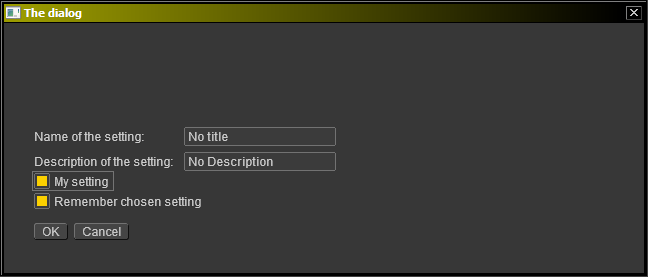 The dialog
Name of the setting: No title
Description of the setting: No Description
My setting
Remember chosen setting
OK Cancel